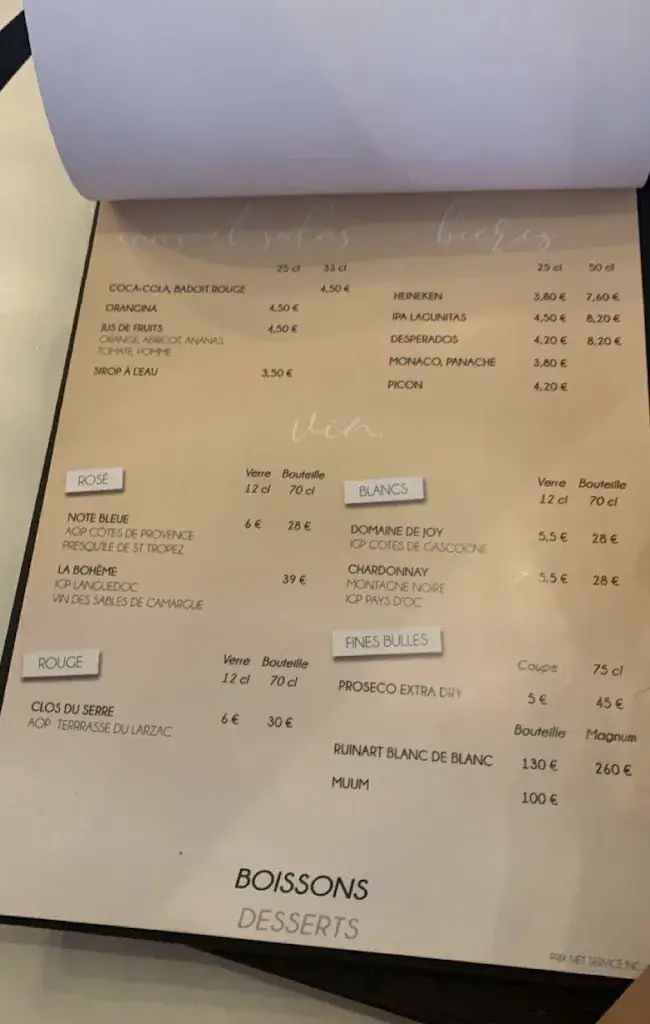 bières
25 cl 33 cl
COCA-COLA, BADOIT ROUGE 4,50 €
ORANGINA 4,50 €
JUS DE FRUITS 4,50 €
ORANGE, ABRICOT, ANANAS,
TOMATE, POMME
SIROP À L'EAU 3,50 €
25 cl 50 cl
HEINEKEN 3,80 € 7,60 €
IPA LAGUNITAS 4,50 € 8,20 €
DESPERADOS 4,20 € 8,20 €
MONACO, PANACHE 3,80 €
PICON 4,20 €
vin
ROSÉ
Verre Bouteille
12 cl 70 cl
NOTE BLEUE 6 € 28 €
AOP CÔTES DE PROVENCE
PRESQU'ILE DE ST TROPEZ
LA BOHÈME 39 €
IGP LANGUEDOC
VIN DES SABLES DE CAMARGUE
ROUGE
Verre Bouteille
12 cl 70 cl
CLOS DU SERRE 6 € 30 €
AOP TERRRASSE DU LARZAC
BLANCS
Verre Bouteille
12 cl 70 cl
DOMAINE DE JOY 5,5 € 28 €
IGP COTES DE GASCOGNE
CHARDONNAY 5,5 € 28 €
MONTAGNE NOIRE
IGP PAYS D'OC
FINES BULLES
Coupe 75 cl
PROSECO EXTRA DRY 5 € 45 €
Bouteille Magnum
RUINART BLANC DE BLANC 130 € 260 €
MUUM 100 €
BOISSONS
DESSERTS
PRIX NET SERVICE INC